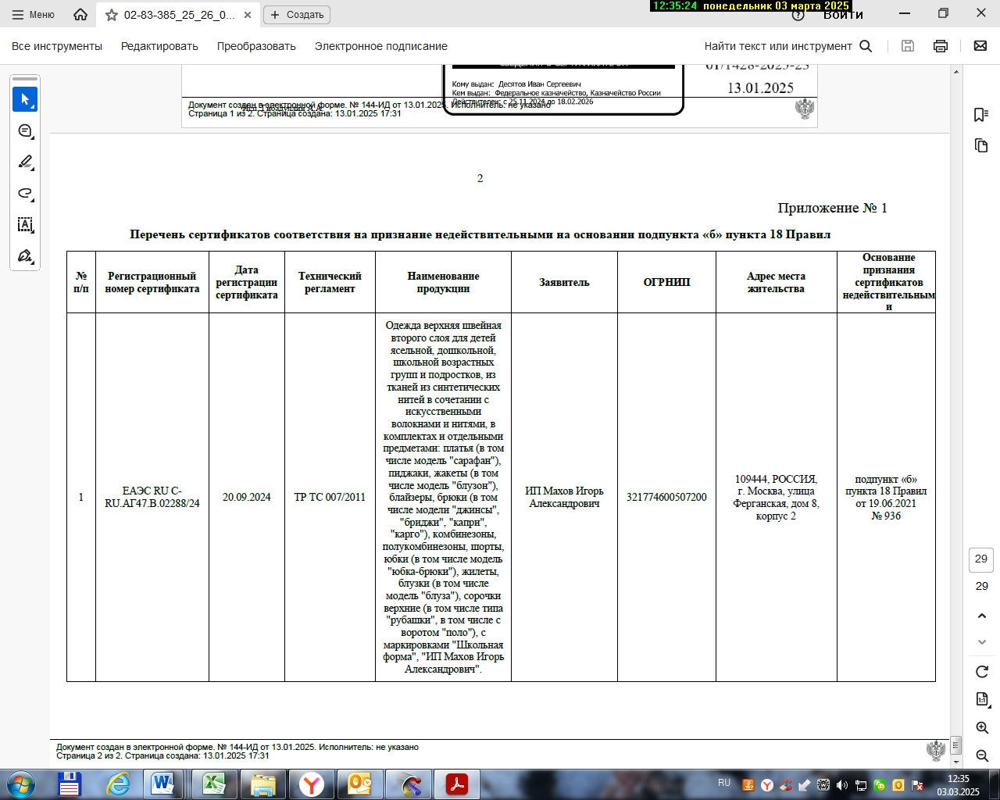 12:35:24 понедельник 03 марта 2025
Меню
02-83-385_25_26_0...
Создать
Войти
Все инструменты
Редактировать
Преобразовать
Электронное подписание
Найти текст или инструмент
01/1428-2025-23
Кому выдан: Десятов Иван Сергеевич
Кем выдан: Федеральное казначейство, Казначейство России
Действителен: с 25.11.2024 до 18.02.2026
13.01.2025
Документ создан в электронной форме. № 144-ИД от 13.01.2025. Исполнитель: не указано
Страница 1 из 2. Страница создана: 13.01.2025 17:31
2
Приложение № 1
Перечень сертификатов соответствия на признание недействительными на основании подпункта «б» пункта 18 Правил
№
п/п
Регистрационный
номер сертификата
Дата
регистрации
сертификата
Технический
регламент
Наименование
продукции
Заявитель
ОГРНИП
Адрес места
жительства
Основание
признания
сертификатов
недействительным
и
1
ЕАЭС RU С-
RU.АГ47.В.02288/24
20.09.2024
ТР ТС 007/2011
Одежда верхняя швейная
второго слоя для детей
ясельной, дошкольной,
школьной возрастных
групп и подростков, из
тканей из синтетических
нитей в сочетании с
искусственными
волокнами и нитями, в
комплектах и отдельными
предметами: платья (в том
числе модель "сарафан"),
пиджаки, жакеты (в том
числе модель "блузон"),
блайзеры, брюки (в том
числе модели "джинсы",
"бриджи", "капри",
"карго"), комбинезоны,
полукомбинезоны, шорты,
юбки (в том числе модель
"юбка-брюки"), жилеты,
блузки (в том числе
модель "блуза"), сорочки
верхние (в том числе типа
"рубашки", в том числе с
воротом "поло"), с
маркировками "Школьная
форма", "ИП Махов Игорь
Александрович".
ИП Махов Игорь
Александрович
321774600507200
109444, РОССИЯ,
г. Москва, улица
Ферганская, дом 8,
корпус 2
подпункт «б»
пункта 18 Правил
от 19.06.2021
№ 936
29
29
Документ создан в электронной форме. № 144-ИД от 13.01.2025. Исполнитель: не указано
Страница 2 из 2. Страница создана: 13.01.2025 17:31
RU
12:35
03.03.2025